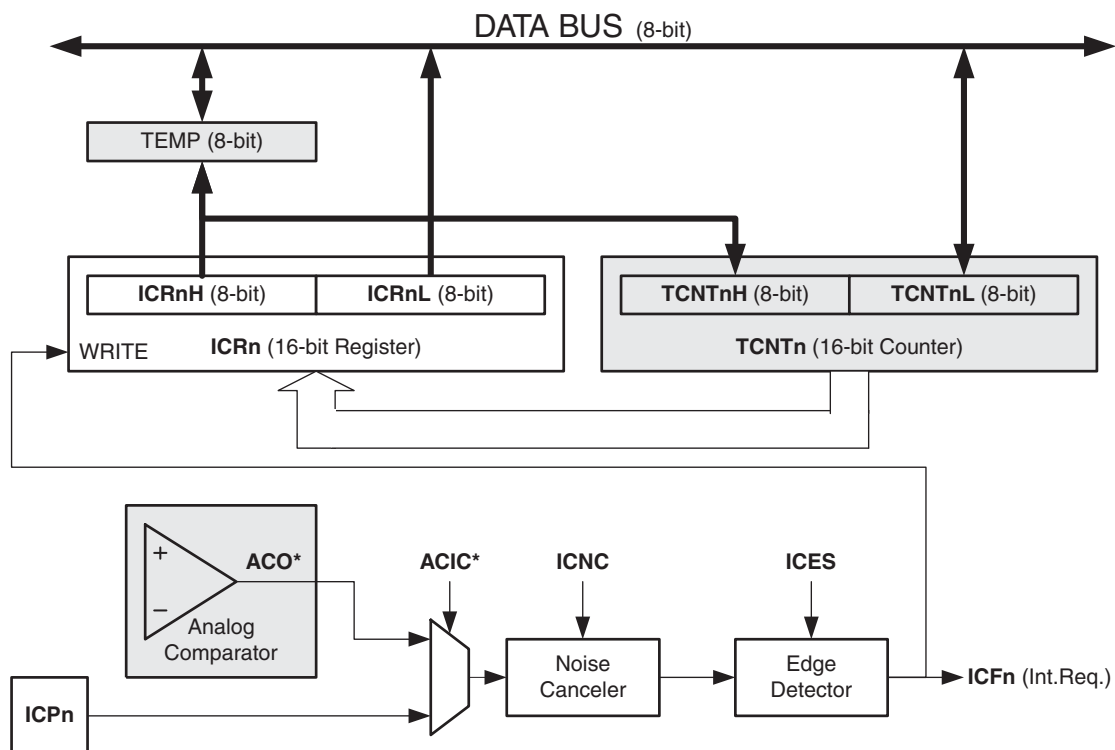 DATA BUS (8-bit)
TEMP (8-bit)
ICRnH (8-bit) ICRnL (8-bit) TCNTnH (8-bit) TCNTnL (8-bit)
WRITE ICRn (16-bit Register) TCNTn (16-bit Counter)
+
ACO* ACIC* ICNC ICES
−
Analog
Comparator
Noise
Canceler
Edge
Detector
ICFn (Int.Req.)
ICPn